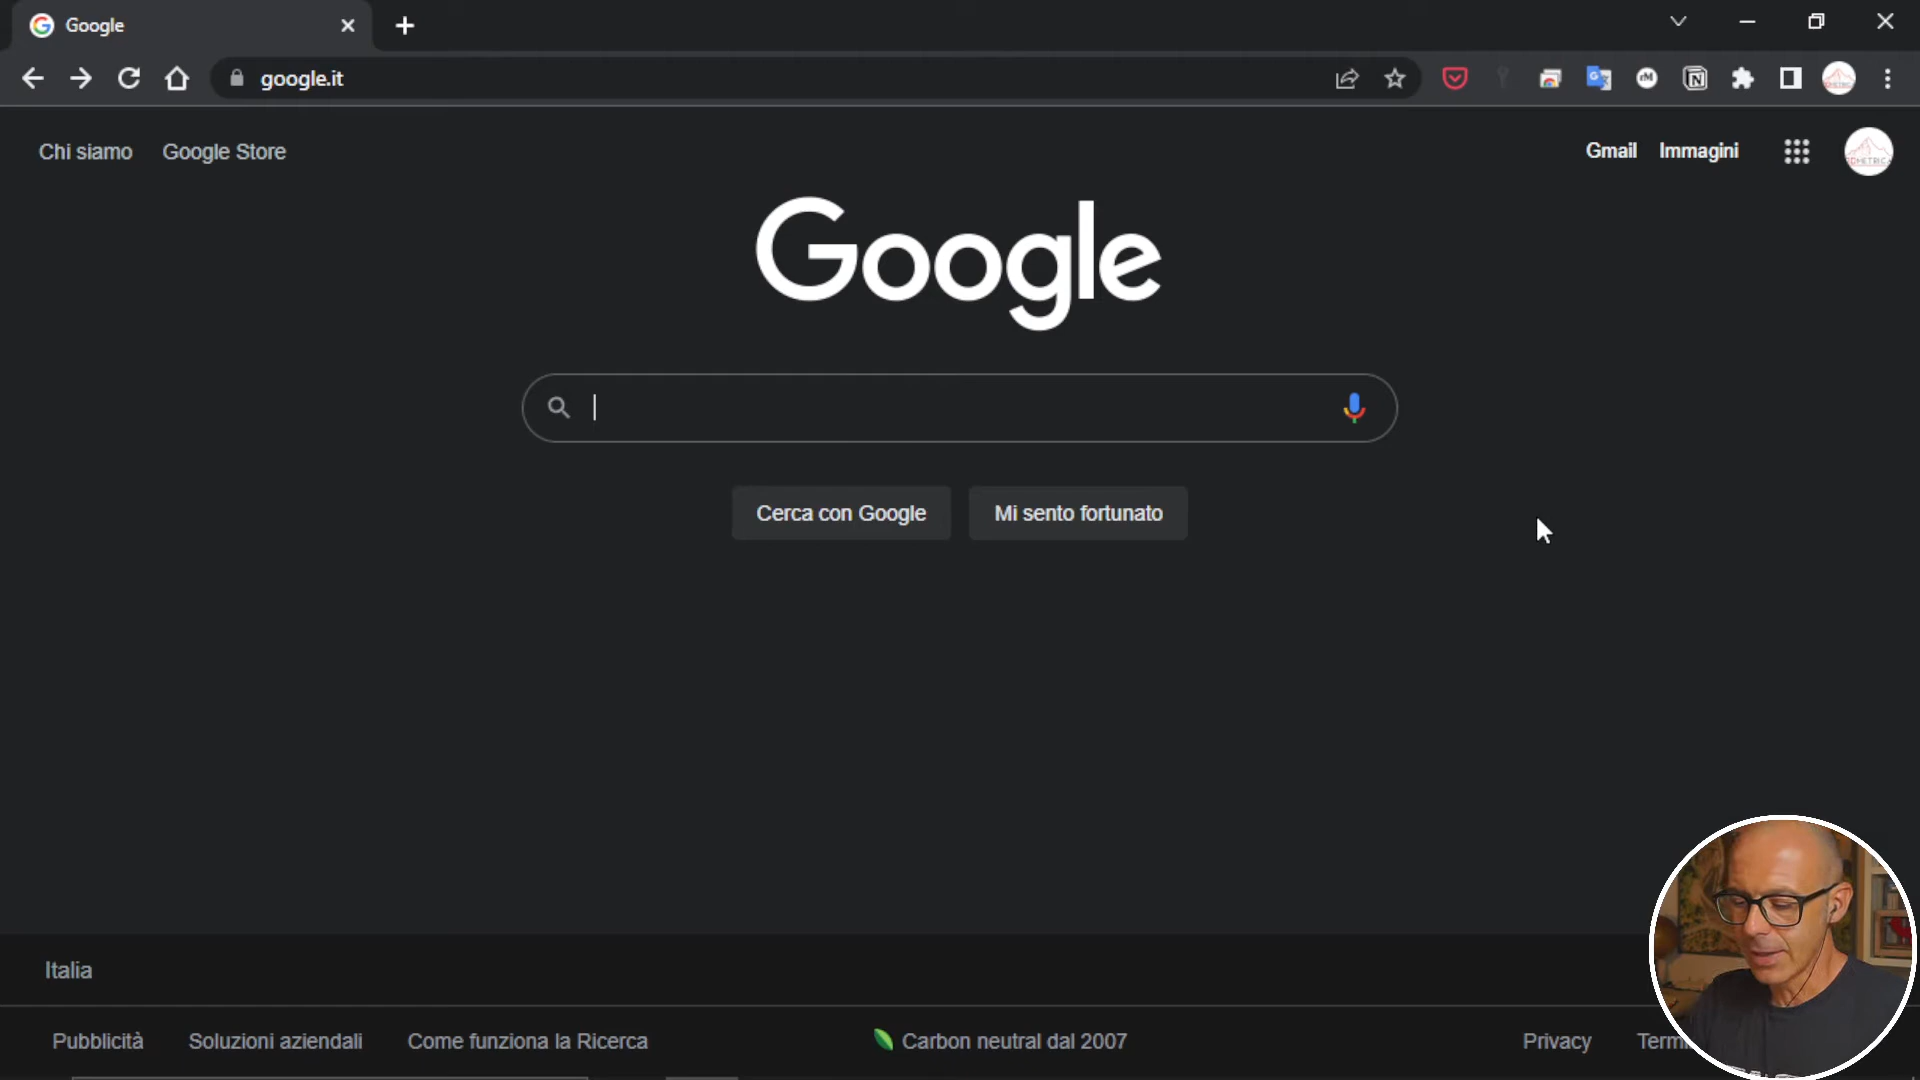 Google
google.it
Chi siamo Google Store
Gmail Immagini
Google
Cerca con Google Mi sento fortunato
Italia
Pubblicità Soluzioni aziendali Come funziona la Ricerca
Carbon neutral dal 2007
Privacy